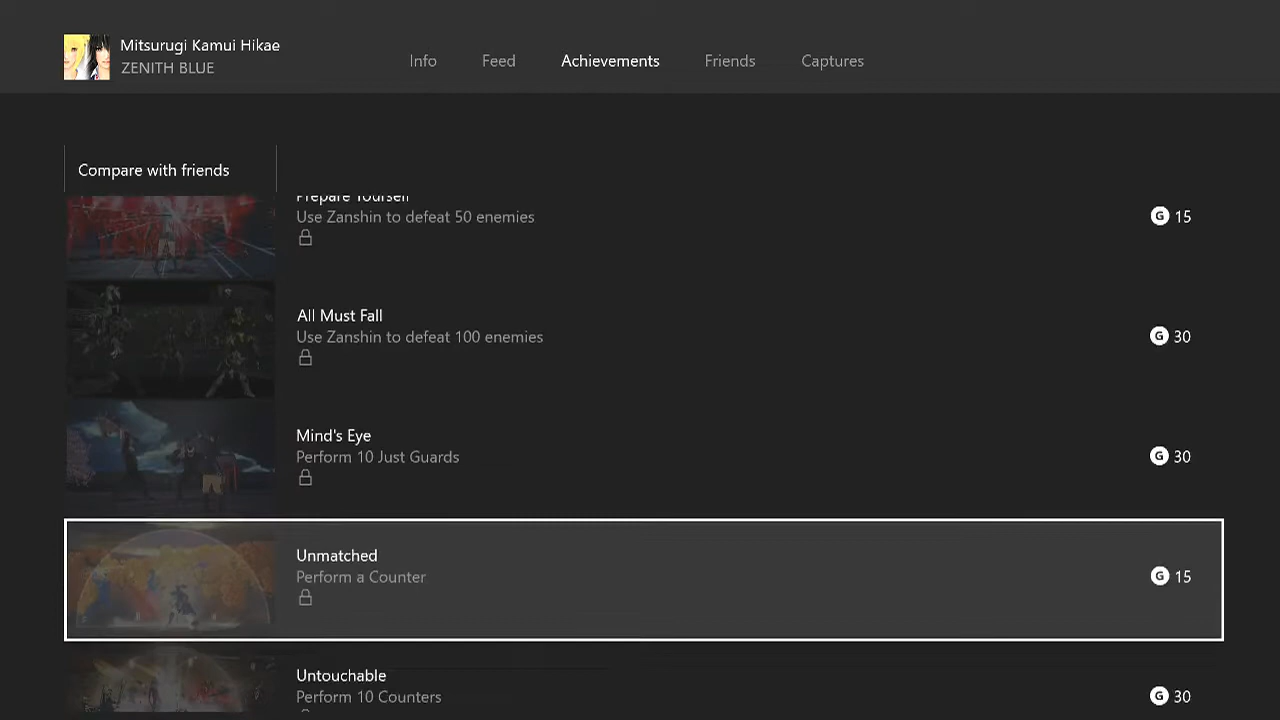 Mitsurugi Kamui Hikae
ZENITH BLUE
Info Feed Achievements Friends Captures
Compare with friends
Prepare Yourself
Use Zanshin to defeat 50 enemies
G 15
All Must Fall
Use Zanshin to defeat 100 enemies
G 30
Mind's Eye
Perform 10 Just Guards
G 30
Unmatched
Perform a Counter
G 15
Untouchable
Perform 10 Counters
G 30